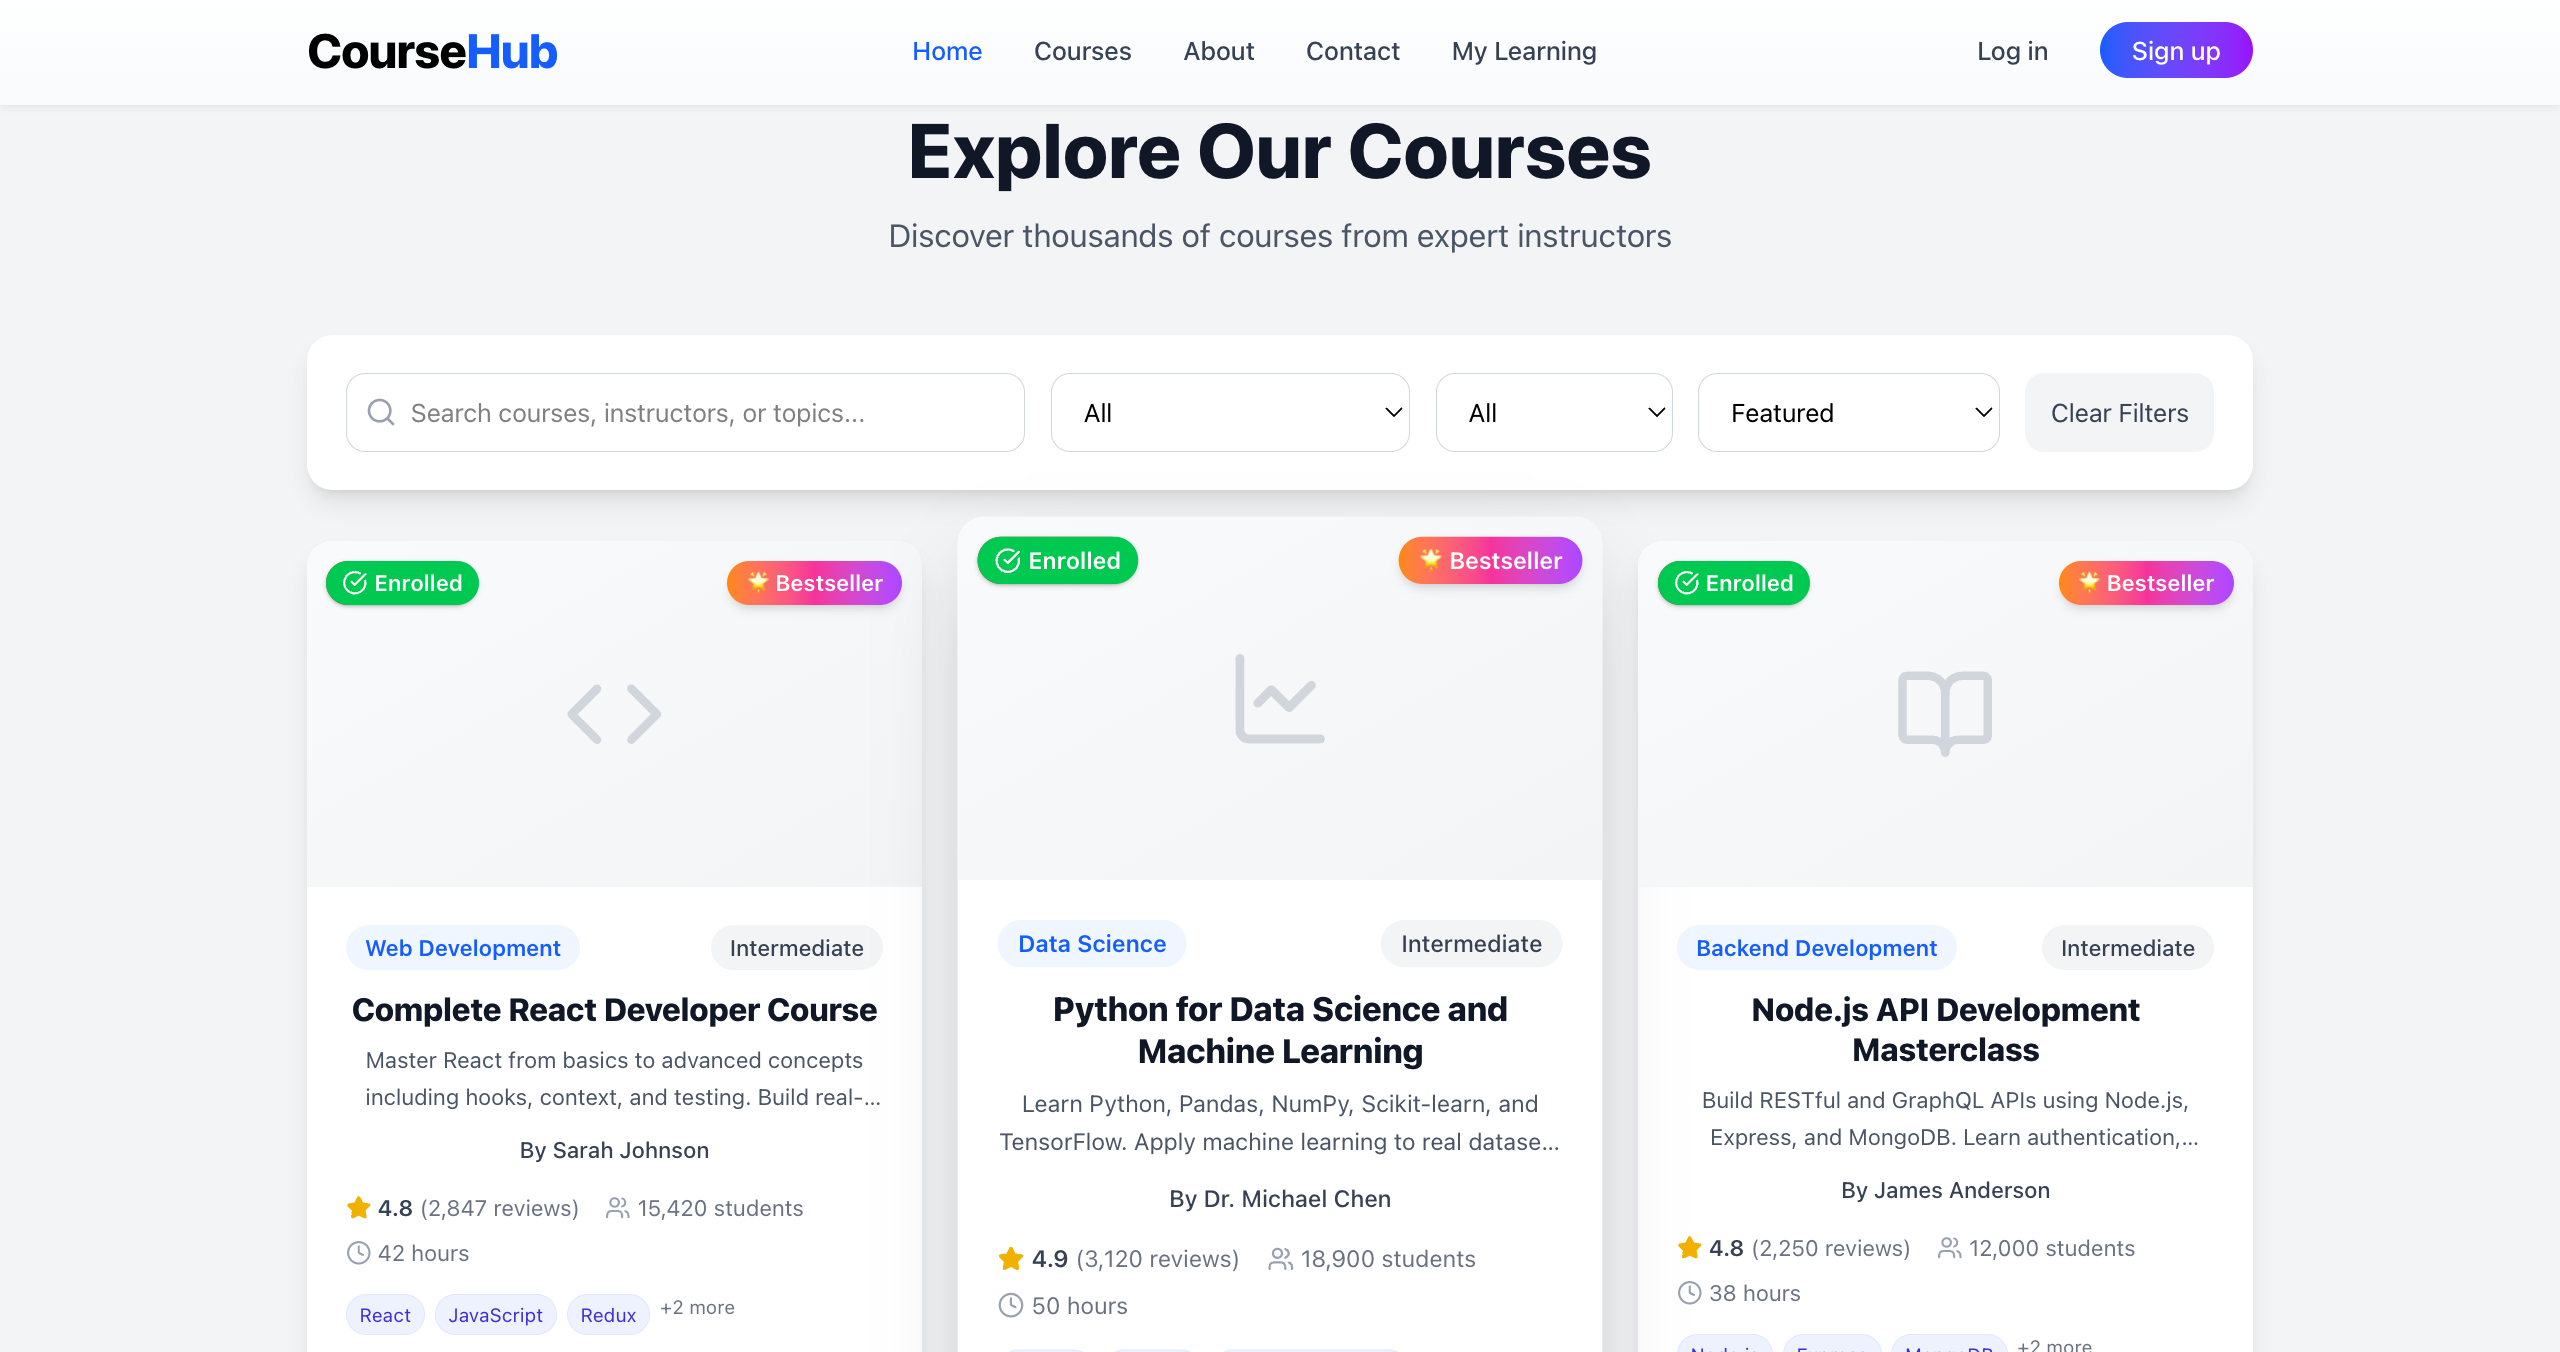 CourseHub
Home
Courses
About
Contact
My Learning
Log in
Sign up
Explore Our Courses
Discover thousands of courses from expert instructors
Search courses, instructors, or topics...
All
All
Featured
Clear Filters
Enrolled
Bestseller
Web Development
Intermediate
Complete React Developer Course
Master React from basics to advanced concepts
including hooks, context, and testing. Build real-...
By Sarah Johnson
4.8 (2,847 reviews)
15,420 students
42 hours
React
JavaScript
Redux
+2 more
Enrolled
Bestseller
Data Science
Intermediate
Python for Data Science and
Machine Learning
Learn Python, Pandas, NumPy, Scikit-learn, and
TensorFlow. Apply machine learning to real datase...
By Dr. Michael Chen
4.9 (3,120 reviews)
18,900 students
50 hours
Enrolled
Bestseller
Backend Development
Intermediate
Node.js API Development
Masterclass
Build RESTful and GraphQL APIs using Node.js,
Express, and MongoDB. Learn authentication,...
By James Anderson
4.8 (2,250 reviews)
12,000 students
38 hours
Node.js
Express
MongoDB
+2 more